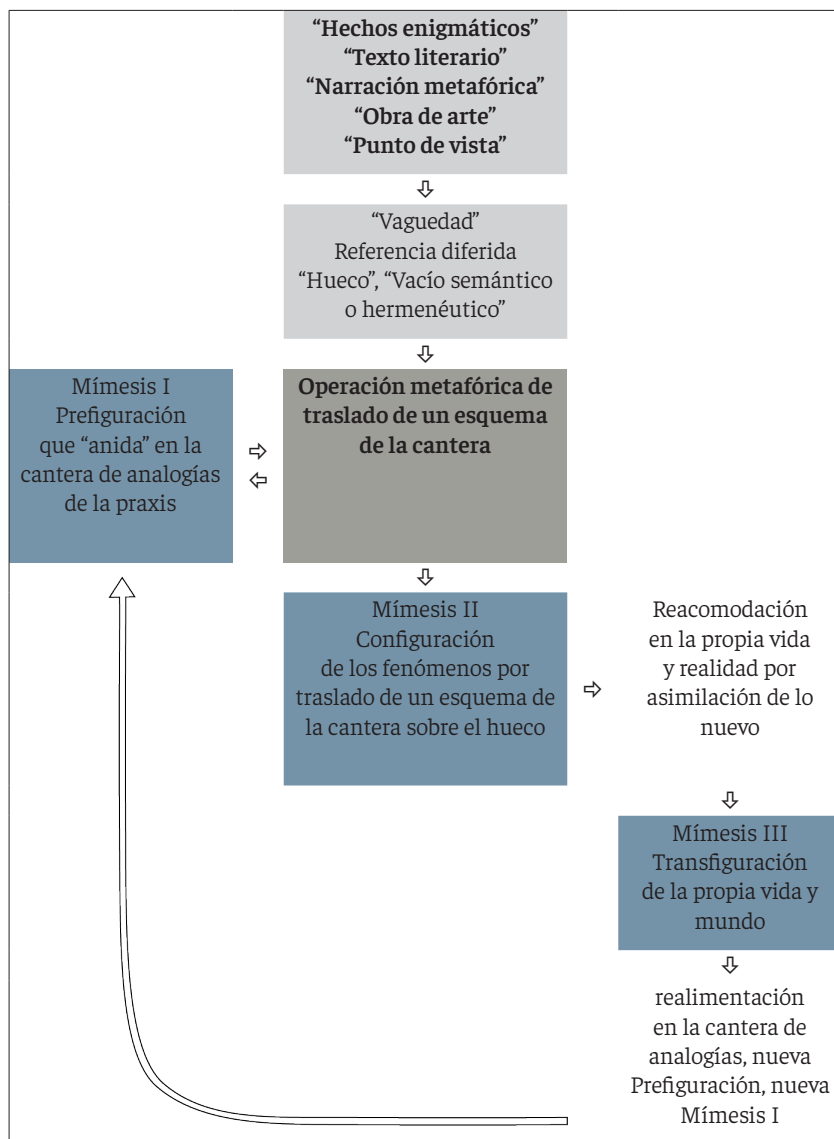 “Hechos enigmáticos”
“Texto literario”
“Narración metafórica”
“Obra de arte”
“Punto de vista”
“Vaguedad”
Referencia diferida
“Hueco”, “Vacío semántico
o hermenéutico”
Mímesis I
Prefiguración
que “anida” en la
cantera de analogías
de la praxis
Operación metafórica de
traslado de un esquema
de la cantera
Mímesis II
Configuración
de los fenómenos por
traslado de un esquema de
la cantera sobre el hueco
Reacomodación
en la propia vida
y realidad por
asimilación de lo
nuevo
Mímesis III
Transfiguración
de la propia vida y
mundo
realimentación
en la cantera de
analogías, nueva
Prefiguración, nueva
Mímesis I